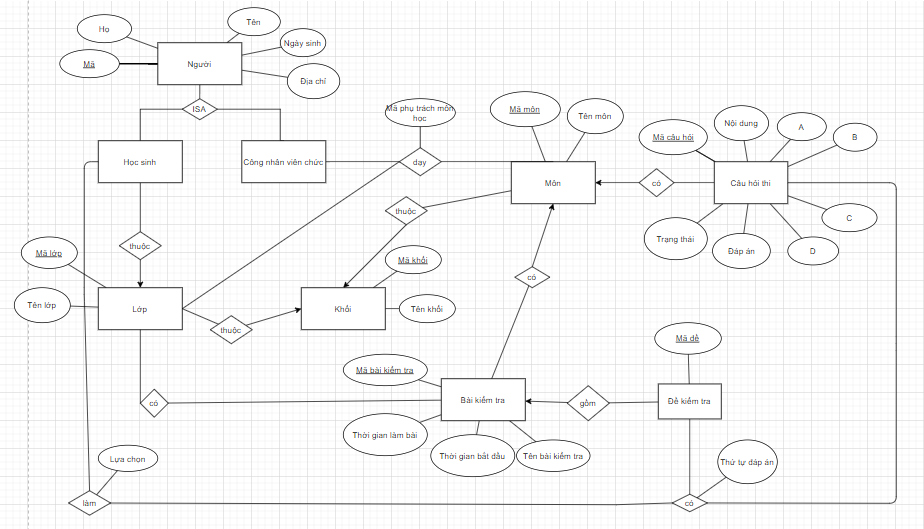 Họ
Tên
Ngày sinh
Mã
Người
Địa chỉ
ISA
Mã phụ trách môn
học
Mã môn
Tên môn
Nội dung
A
B
Mã câu hỏi
Học sinh
Công nhân viên chức
dạy
Môn
có
Câu hỏi thi
thuộc
C
Trạng thái
Đáp án
D
thuộc
Mã lớp
Mã khối
có
Tên lớp
Lớp
Khối
Tên khối
thuộc
Mã đề
Mã bài kiểm tra
có
Bài kiểm tra
gồm
Đề kiểm tra
Thời gian làm bài
Thời gian bắt đầu
Tên bài kiểm tra
Lựa chọn
Thứ tự đáp án
làm
có